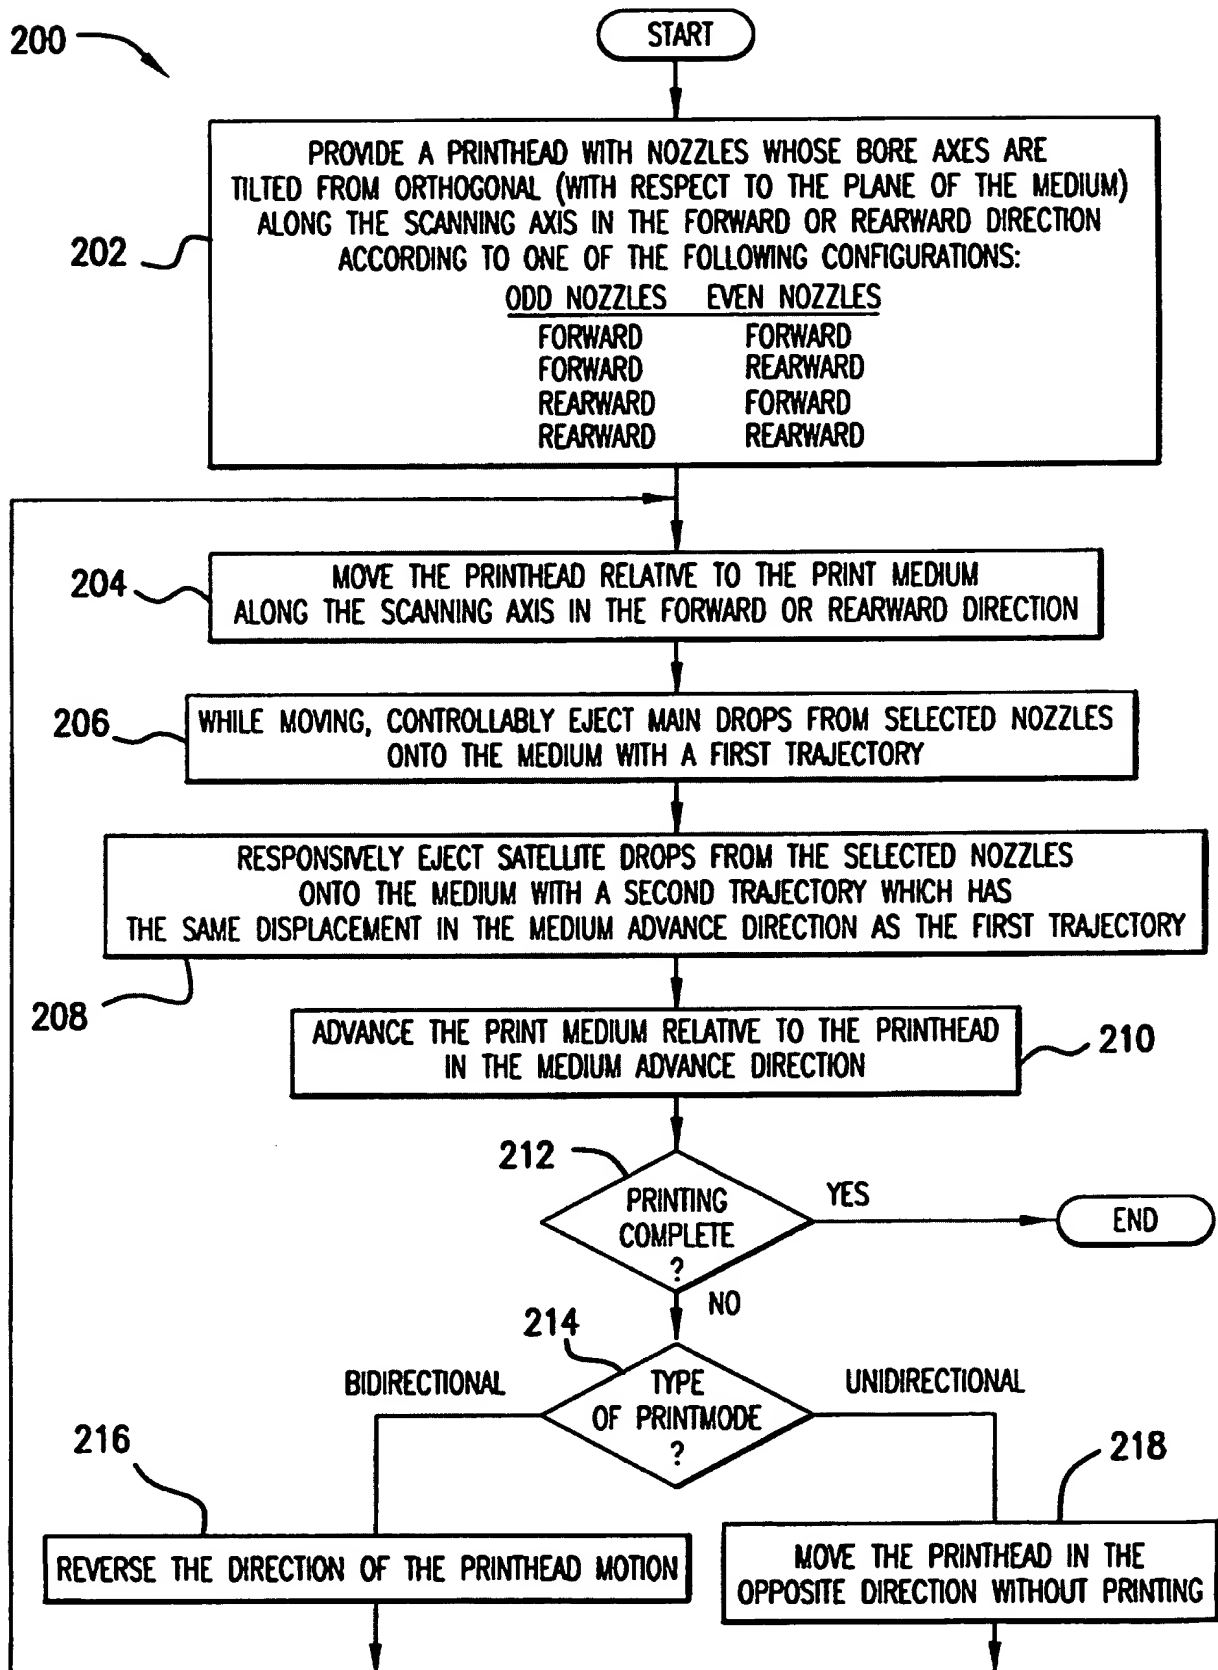 200
START
PROVIDE A PRINTHEAD WITH NOZZLES WHOSE BORE AXES ARE
TILTED FROM ORTHOGONAL (WITH RESPECT TO THE PLANE OF THE MEDIUM)
ALONG THE SCANNING AXIS IN THE FORWARD OR REARWARD DIRECTION
ACCORDING TO ONE OF THE FOLLOWING CONFIGURATIONS:
202
ODD NOZZLES EVEN NOZZLES
FORWARD FORWARD
FORWARD REARWARD
REARWARD FORWARD
REARWARD REARWARD
204
MOVE THE PRINTHEAD RELATIVE TO THE PRINT MEDIUM
ALONG THE SCANNING AXIS IN THE FORWARD OR REARWARD DIRECTION
206
WHILE MOVING, CONTROLLABLY EJECT MAIN DROPS FROM SELECTED NOZZLES
ONTO THE MEDIUM WITH A FIRST TRAJECTORY
RESPONSIVELY EJECT SATELLITE DROPS FROM THE SELECTED NOZZLES
ONTO THE MEDIUM WITH A SECOND TRAJECTORY WHICH HAS
THE SAME DISPLACEMENT IN THE MEDIUM ADVANCE DIRECTION AS THE FIRST TRAJECTORY
208
ADVANCE THE PRINT MEDIUM RELATIVE TO THE PRINTHEAD
IN THE MEDIUM ADVANCE DIRECTION
210
212
PRINTING
COMPLETE
?
YES
END
NO
214
BIDIRECTIONAL
TYPE
OF PRINTMODE
?
UNIDIRECTIONAL
216
218
REVERSE THE DIRECTION OF THE PRINTHEAD MOTION
MOVE THE PRINTHEAD IN THE
OPPOSITE DIRECTION WITHOUT PRINTING